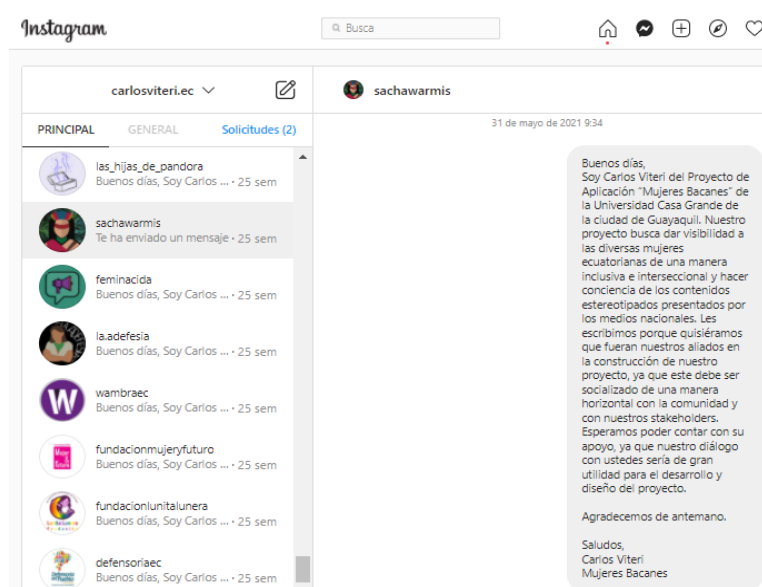 Instagram
Busca
carlosviteri.ec
sachawarmis
PRINCIPAL GENERAL Solicitudes (2)
las_hijas_de_pandora
Buenos días, Soy Carlos ... · 25 sem
sachawarmis
Te ha enviado un mensaje · 25 sem
feminacida
Buenos días, Soy Carlos ... · 25 sem
la.adefesia
Buenos días, Soy Carlos ... · 25 sem
wambraec
Buenos días, Soy Carlos ... · 25 sem
W
fundacionmujeryfuturo
Buenos días, Soy Carlos ... · 25 sem
fundacionlunitalunera
Buenos días, Soy Carlos ... · 25 sem
defensoriaec
Buenos días, Soy Carlos ... · 25 sem
31 de mayo de 2021 9:34
Buenos días,
Soy Carlos Viteri del Proyecto de
Aplicación "Mujeres Bacanes" de
la Universidad Casa Grande de
la ciudad de Guayaquil. Nuestro
proyecto busca dar visibilidad a
las diversas mujeres
ecuatorianas de una manera
inclusiva e interseccional y hacer
conciencia de los contenidos
estereotipados presentados por
los medios nacionales. Les
escribimos porque quisiéramos
que fueran nuestros aliados en
la construcción de nuestro
proyecto, ya que este debe ser
socializado de una manera
horizontal con la comunidad y
con nuestros stakeholders.
Esperamos poder contar con su
apoyo, ya que nuestro diálogo
con ustedes sería de gran
utilidad para el desarrollo y
diseño del proyecto.
Agradecemos de antemano.
Saludos,
Carlos Viteri
Mujeres Bacanes